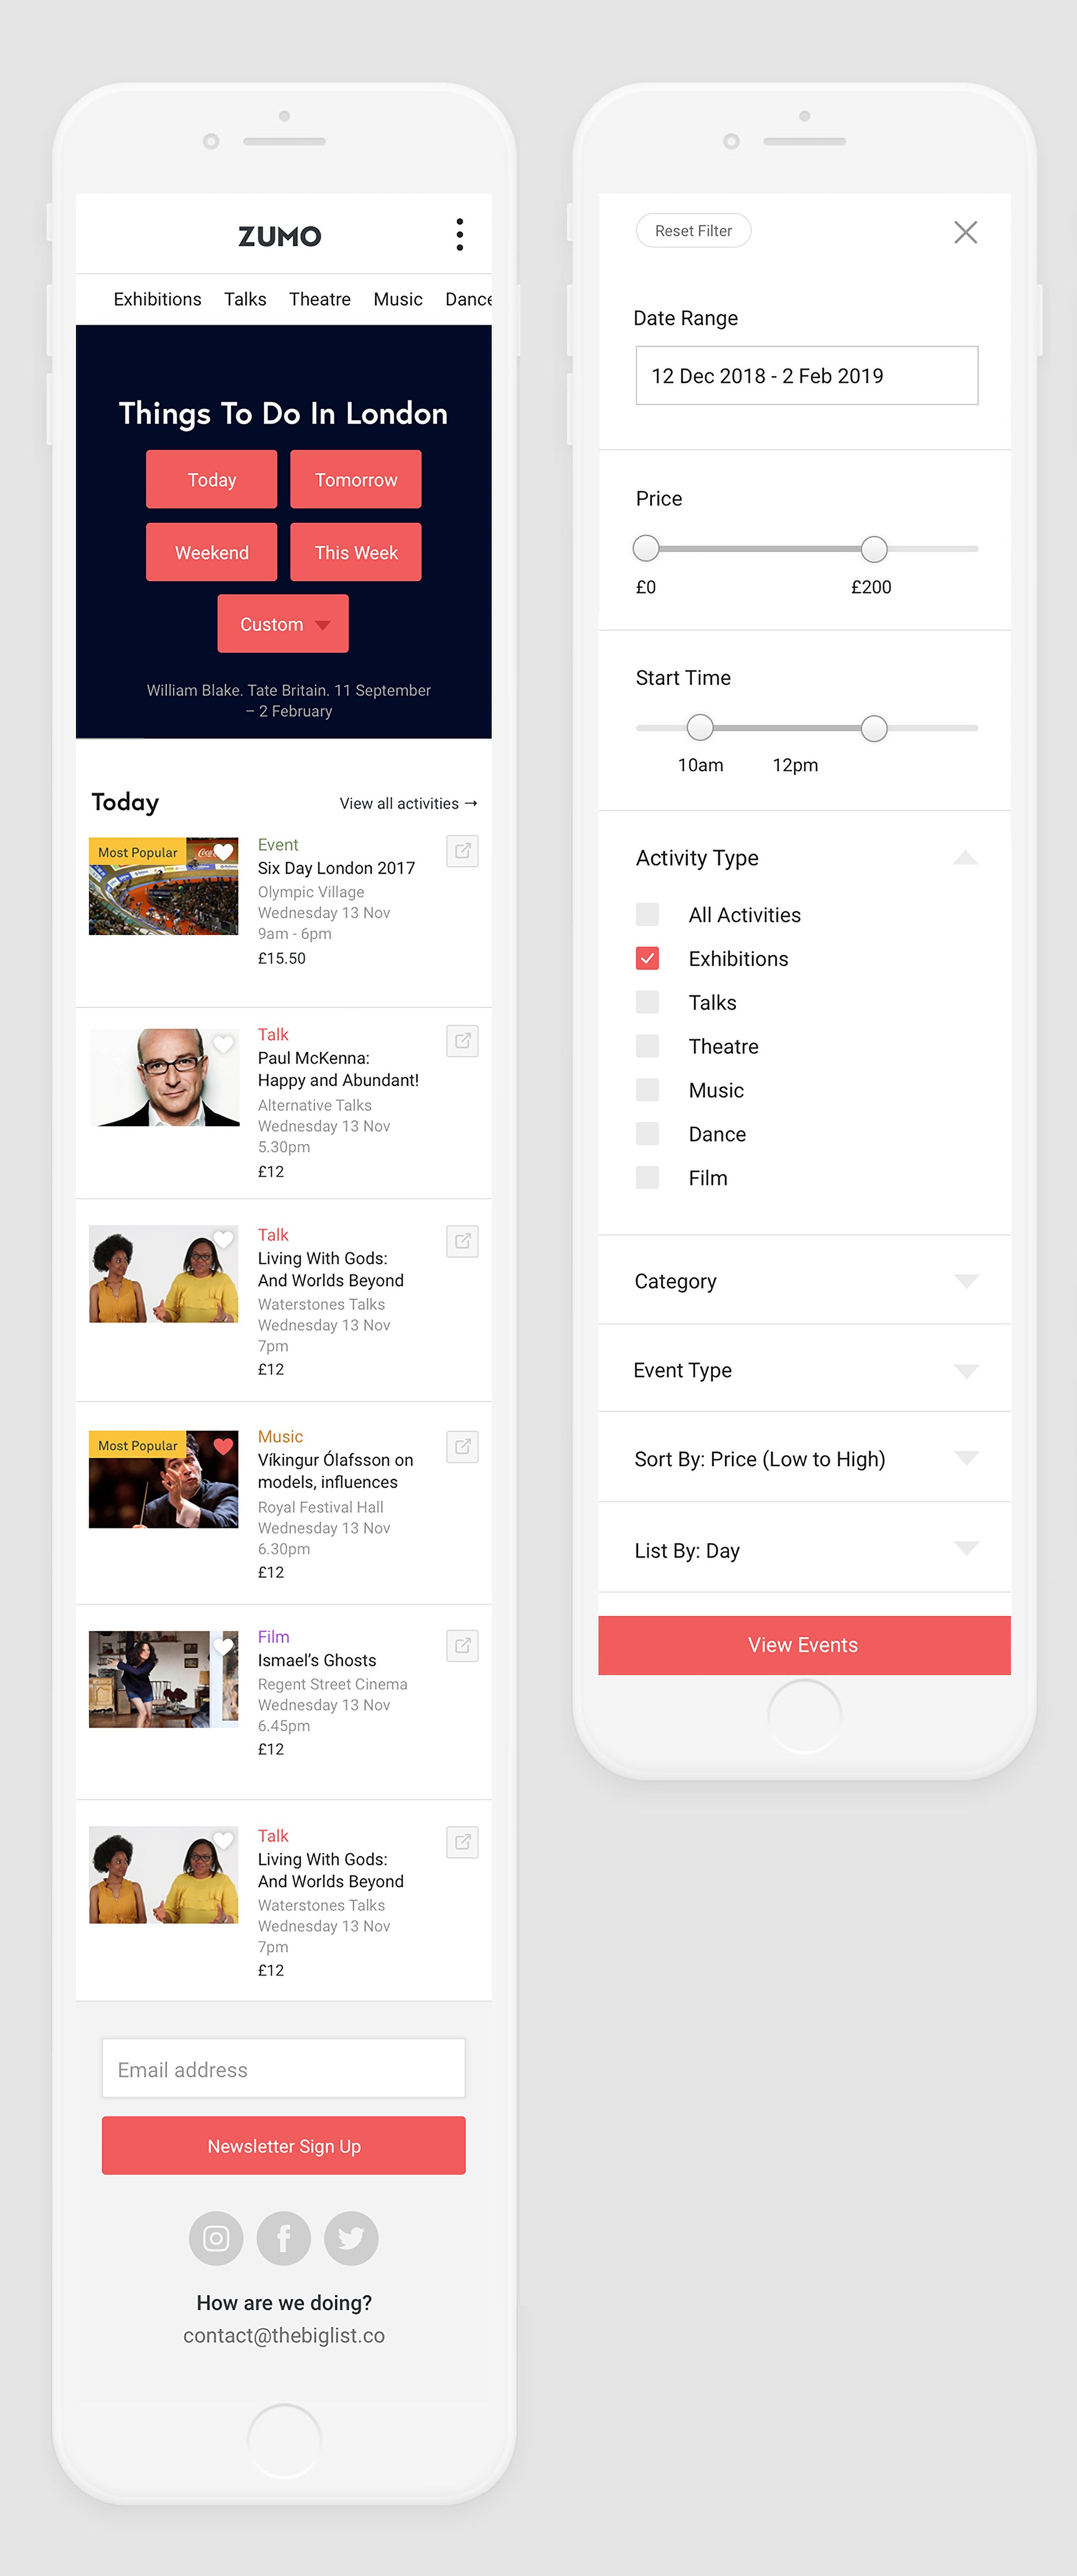 ZUMO
Exhibitions Talks Theatre Music Dance
Things To Do In London
Today Tomorrow
Weekend This Week
Custom
William Blake. Tate Britain. 11 September
– 2 February
Today View all activities →
Most Popular
Event
Six Day London 2017
Olympic Village
Wednesday 13 Nov
9am - 6pm
£15.50
Talk
Paul McKenna:
Happy and Abundant!
Alternative Talks
Wednesday 13 Nov
5.30pm
£12
Talk
Living With Gods:
And Worlds Beyond
Waterstones Talks
Wednesday 13 Nov
7pm
£12
Most Popular
Music
Víkingur Ólafsson on
models, influences
Royal Festival Hall
Wednesday 13 Nov
6.30pm
£12
Film
Ismael’s Ghosts
Regent Street Cinema
Wednesday 13 Nov
6.45pm
£12
Talk
Living With Gods:
And Worlds Beyond
Waterstones Talks
Wednesday 13 Nov
7pm
£12
Email address
Newsletter Sign Up
How are we doing?
contact@thebiglist.co
Reset Filter
Date Range
12 Dec 2018 - 2 Feb 2019
Price
£0 £200
Start Time
10am 12pm
Activity Type
All Activities
Exhibitions
Talks
Theatre
Music
Dance
Film
Category
Event Type
Sort By: Price (Low to High)
List By: Day
View Events